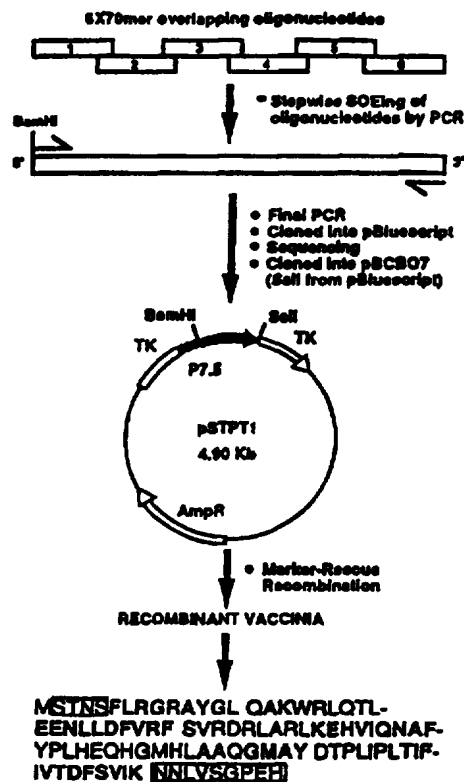 6X70mer overlapping oligonucleotides
1 3 5
2 4 6
• Stepwise SOEing of
oligonucleotides by PCR
BamHI
5' 3'
• Final PCR
• Cloned into pBluescript
• Sequencing
• Cloned into pBCB07
(SalI from pBluescript)
BamHI SalI
TK TK
P7.5
pSTPT1
4.90 Kb
AmpR
• Marker-Rescue
Recombination
RECOMBINANT VACCINIA
MSTNSFLRGRAYGL QAKWRLQTL-
EENLLDFVRF SVRDRLARLKEHVIQNAF-
YPLHEQHGMHLAAQGMAY DTPLIPLTIF-
IVTDFSVIK NNLVSGPEH